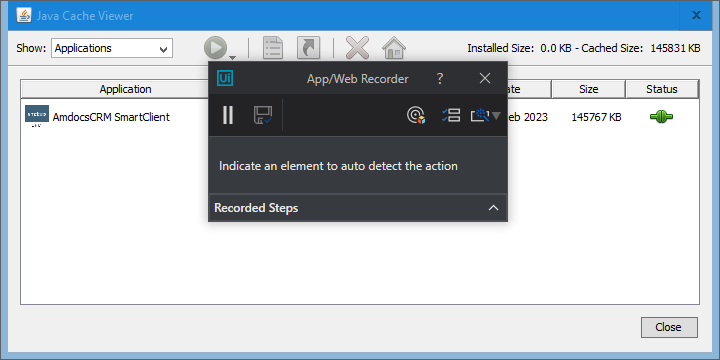 Java Cache Viewer
Show: Applications Installed Size: 0.0 KB - Cached Size: 145831 KB
Ui App/Web Recorder ?
Application ate Size Status
AmdocsCRM SmartClient eb 2023 145767 KB
Indicate an element to auto detect the action
Recorded Steps
Close